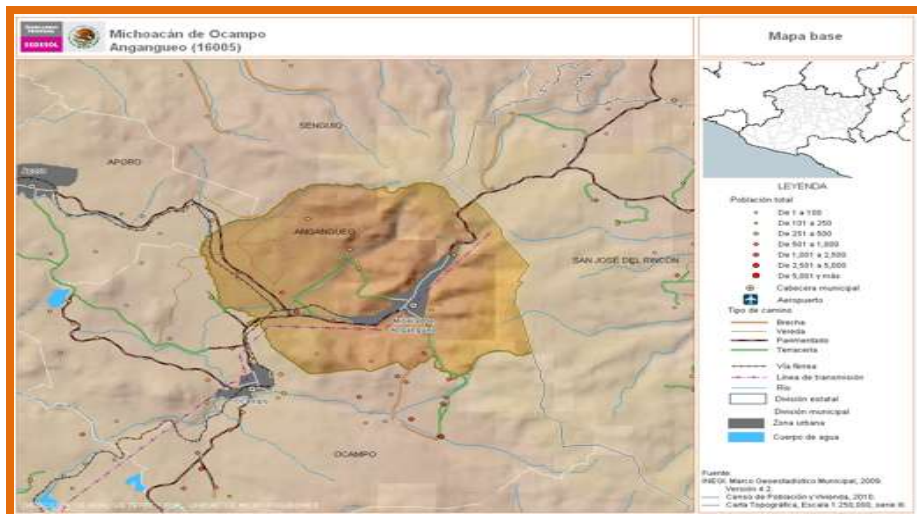 SEDESOL
Michoacán de Ocampo
Angangueo (16005)
Mapa base
SENGUIO
APORO
ANGANGUEO
SAN JOSÉ DEL RINCÓN
OCAMPO
LEYENDA
Población total
De 1 a 100
De 101 a 250
De 251 a 500
De 501 a 1,000
De 1,001 a 2,500
De 2,501 a 5,000
De 5,001 y más
Cabecera municipal
Aeropuerto
Tipo de camino
Brecha
Vereda
Pavimentado
Terracería
Vía férrea
Línea de transmisión
Río
División estatal
División municipal
Zona urbana
Cuerpo de agua
Fuente:
INEGI. Marco Geoestadístico Municipal, 2009.
Versión 4.2.
Censo de Población y Vivienda, 2010.
Carta Topográfica, Escala 1:250,000, serie III.